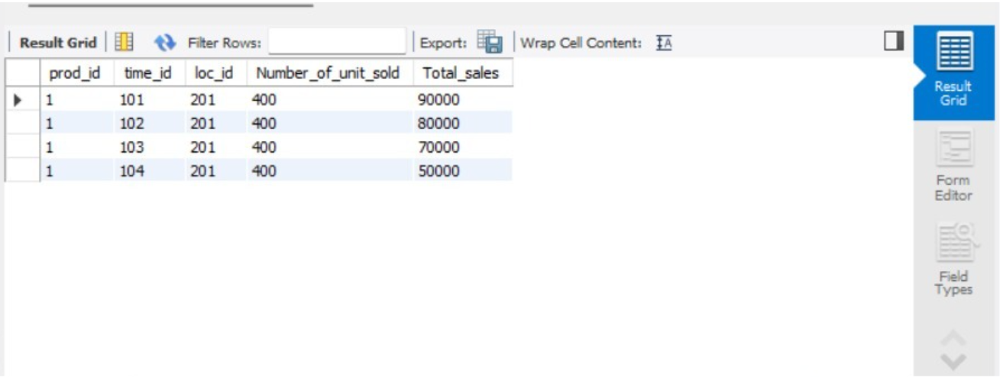 Result Grid Filter Rows: Export: Wrap Cell Content: IA
prod_id time_id loc_id Number_of_unit_sold Total_sales
1 101 201 400 90000
1 102 201 400 80000
1 103 201 400 70000
1 104 201 400 50000
Result
Grid
Form
Editor
Field
Types